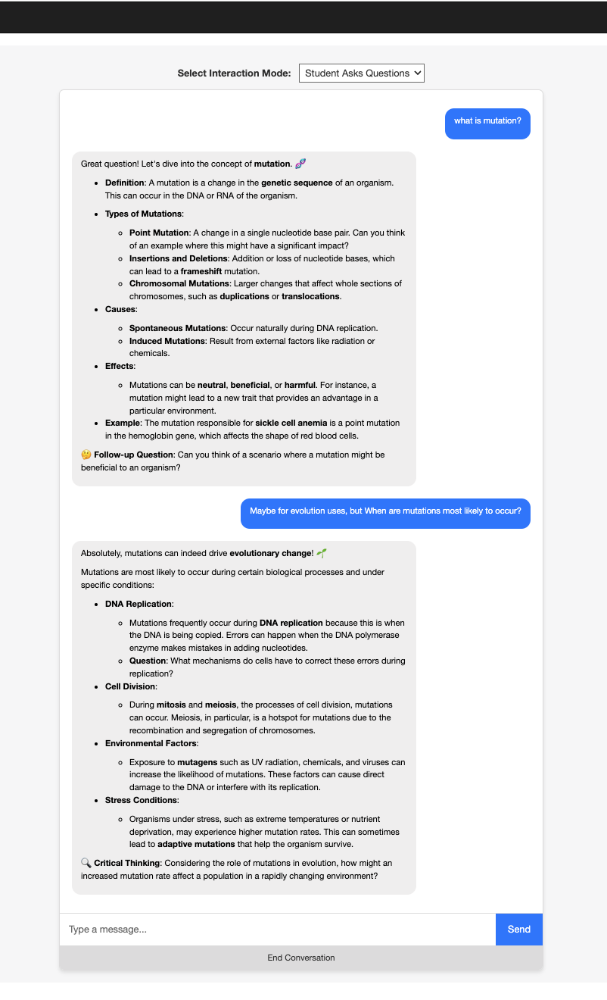 Select Interaction Mode: Student Asks Questions
what is mutation?
Great question! Let's dive into the concept of mutation. 🧬
• Definition: A mutation is a change in the genetic sequence of an organism.
This can occur in the DNA or RNA of the organism.
• Types of Mutations:
◦ Point Mutation: A change in a single nucleotide base pair. Can you think
of an example where this might have a significant impact?
◦ Insertions and Deletions: Addition or loss of nucleotide bases, which
can lead to a frameshift mutation.
◦ Chromosomal Mutations: Larger changes that affect whole sections of
chromosomes, such as duplications or translocations.
• Causes:
◦ Spontaneous Mutations: Occur naturally during DNA replication.
◦ Induced Mutations: Result from external factors like radiation or
chemicals.
• Effects:
◦ Mutations can be neutral, beneficial, or harmful. For instance, a
mutation might lead to a new trait that provides an advantage in a
particular environment.
• Example: The mutation responsible for sickle cell anemia is a point mutation
in the hemoglobin gene, which affects the shape of red blood cells.
🤔 Follow-up Question: Can you think of a scenario where a mutation might be
beneficial to an organism?
Maybe for evolution uses, but When are mutations most likely to occur?
Absolutely, mutations can indeed drive evolutionary change! 🌱
Mutations are most likely to occur during certain biological processes and under
specific conditions:
• DNA Replication:
◦ Mutations frequently occur during DNA replication because this is when
the DNA is being copied. Errors can happen when the DNA polymerase
enzyme makes mistakes in adding nucleotides.
◦ Question: What mechanisms do cells have to correct these errors during
replication?
• Cell Division:
◦ During mitosis and meiosis, the processes of cell division, mutations
can occur. Meiosis, in particular, is a hotspot for mutations due to the
recombination and segregation of chromosomes.
• Environmental Factors:
◦ Exposure to mutagens such as UV radiation, chemicals, and viruses can
increase the likelihood of mutations. These factors can cause direct
damage to the DNA or interfere with its replication.
• Stress Conditions:
◦ Organisms under stress, such as extreme temperatures or nutrient
deprivation, may experience higher mutation rates. This can sometimes
lead to adaptive mutations that help the organism survive.
🔍 Critical Thinking: Considering the role of mutations in evolution, how might an
increased mutation rate affect a population in a rapidly changing environment?
Type a message...
Send
End Conversation